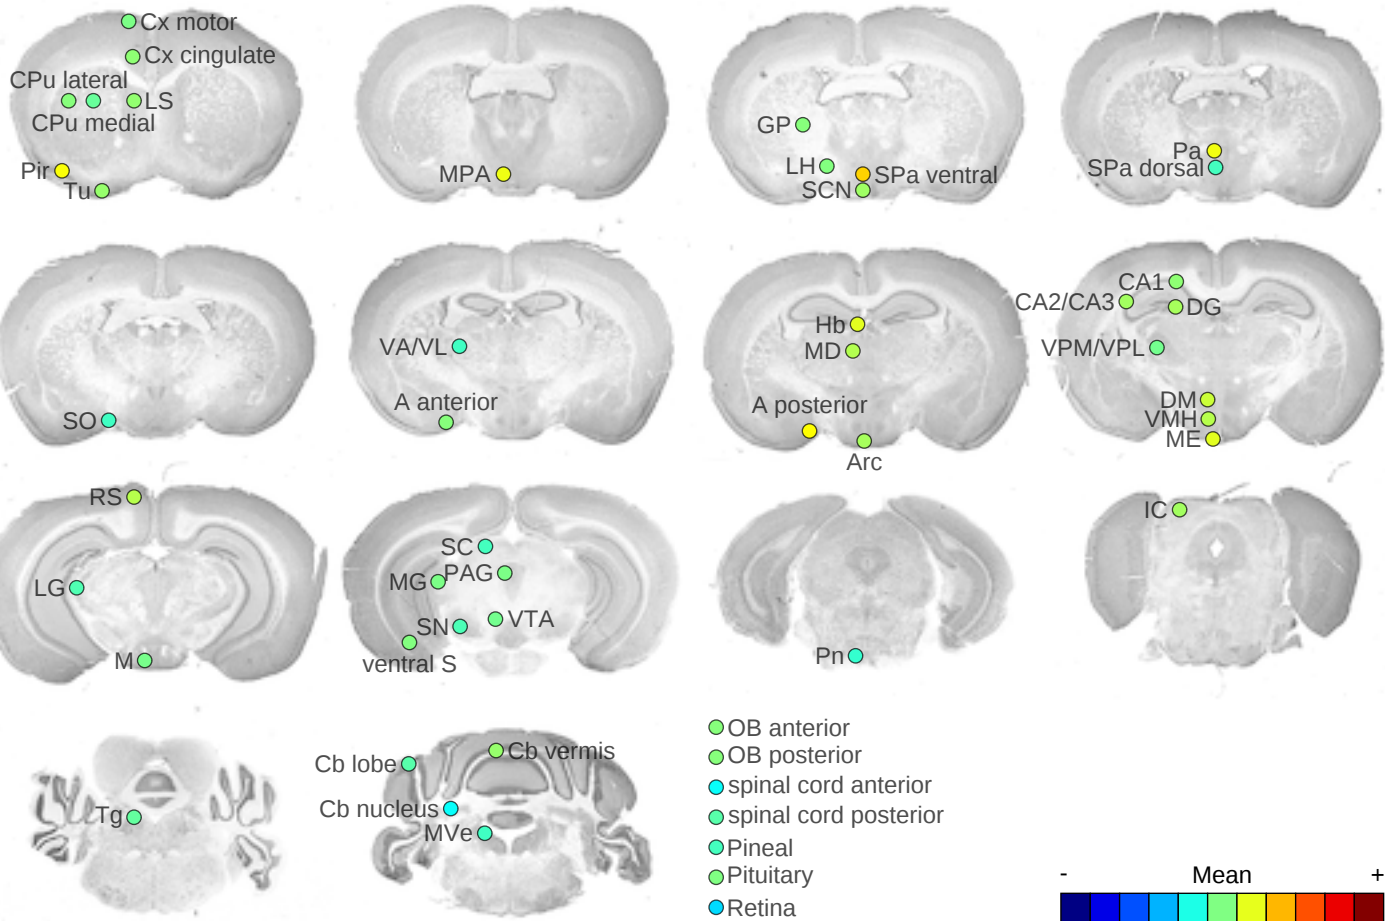 Cx motor
Cx cingulate
CPu lateral
LS
CPu medial
Pir
Tu
MPA
GP
LH
SPa ventral
SCN
Pa
SPa dorsal
SO
VA/VL
A anterior
Hb
MD
A posterior
Arc
CA1
CA2/CA3
DG
VPM/VPL
DM
VMH
ME
RS
LG
M
SC
MG
PAG
SN
VTA
ventral S
Pn
IC
Tg
Cb lobe
Cb vermis
Cb nucleus
MVe
OB anterior
OB posterior
spinal cord anterior
spinal cord posterior
Pineal
Pituitary
Retina
- Mean +